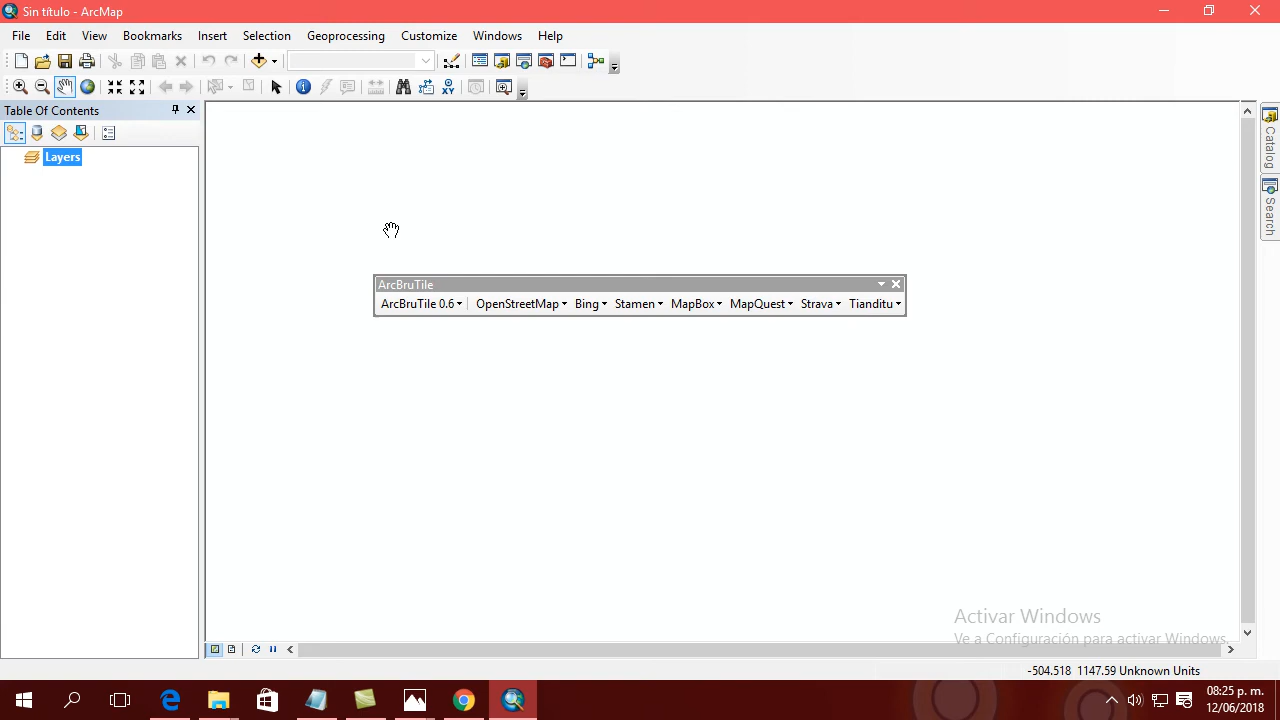 Sin título - ArcMap
File Edit View Bookmarks Insert Selection Geoprocessing Customize Windows Help
Table Of Contents
Layers
Catalog
Search
ArcBruTile
ArcBruTile 0.6 OpenStreetMap Bing Stamen MapBox MapQuest Strava Tianditu
Activar Windows
Ve a Configuración para activar Windows.
-504.518 1147.59 Unknown Units
08:25 p. m.
12/06/2018